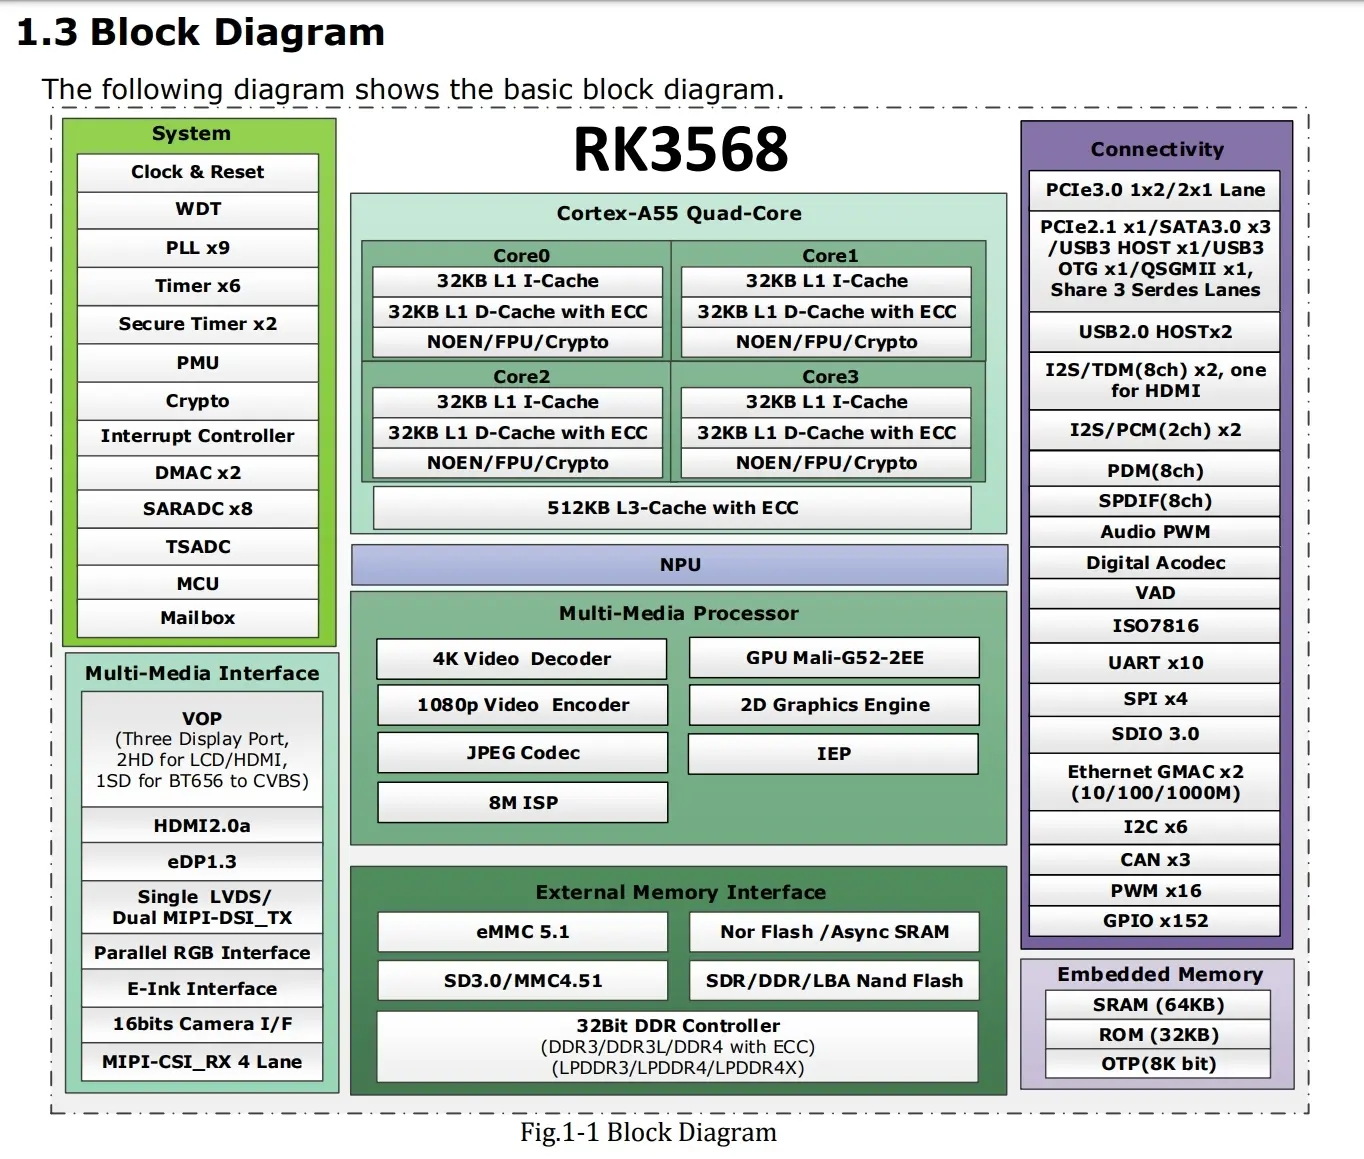 1.3 Block Diagram
The following diagram shows the basic block diagram.
System
Clock & Reset
WDT
PLL x9
Timer x6
Secure Timer x2
PMU
Crypto
Interrupt Controller
DMAC x2
SARADC x8
TSADC
MCU
Mailbox
Multi-Media Interface
VOP
(Three Display Port,
2HD for LCD/HDMI,
1SD for BT656 to CVBS)
HDMI2.0a
eDP1.3
Single LVDS/
Dual MIPI-DSI_TX
Parallel RGB Interface
E-Ink Interface
16bits Camera I/F
MIPI-CSI_RX 4 Lane
RK3568
Cortex-A55 Quad-Core
Core0
32KB L1 I-Cache
32KB L1 D-Cache with ECC
NOEN/FPU/Crypto
Core1
32KB L1 I-Cache
32KB L1 D-Cache with ECC
NOEN/FPU/Crypto
Core2
32KB L1 I-Cache
32KB L1 D-Cache with ECC
NOEN/FPU/Crypto
Core3
32KB L1 I-Cache
32KB L1 D-Cache with ECC
NOEN/FPU/Crypto
512KB L3-Cache with ECC
NPU
Multi-Media Processor
4K Video Decoder
1080p Video Encoder
JPEG Codec
8M ISP
GPU Mali-G52-2EE
2D Graphics Engine
IEP
External Memory Interface
eMMC 5.1
Nor Flash /Async SRAM
SD3.0/MMC4.51
SDR/DDR/LBA Nand Flash
32Bit DDR Controller
(DDR3/DDR3L/DDR4 with ECC)
(LPDDR3/LPDDR4/LPDDR4X)
Connectivity
PCIe3.0 1x2/2x1 Lane
PCIe2.1 x1/SATA3.0 x3
/USB3 HOST x1/USB3
OTG x1/QSGMII x1,
Share 3 Serdes Lanes
USB2.0 HOSTx2
I2S/TDM(8ch) x2, one
for HDMI
I2S/PCM(2ch) x2
PDM(8ch)
SPDIF(8ch)
Audio PWM
Digital Acodec
VAD
ISO7816
UART x10
SPI x4
SDIO 3.0
Ethernet GMAC x2
(10/100/1000M)
I2C x6
CAN x3
PWM x16
GPIO x152
Embedded Memory
SRAM (64KB)
ROM (32KB)
OTP(8K bit)
Fig.1-1 Block Diagram